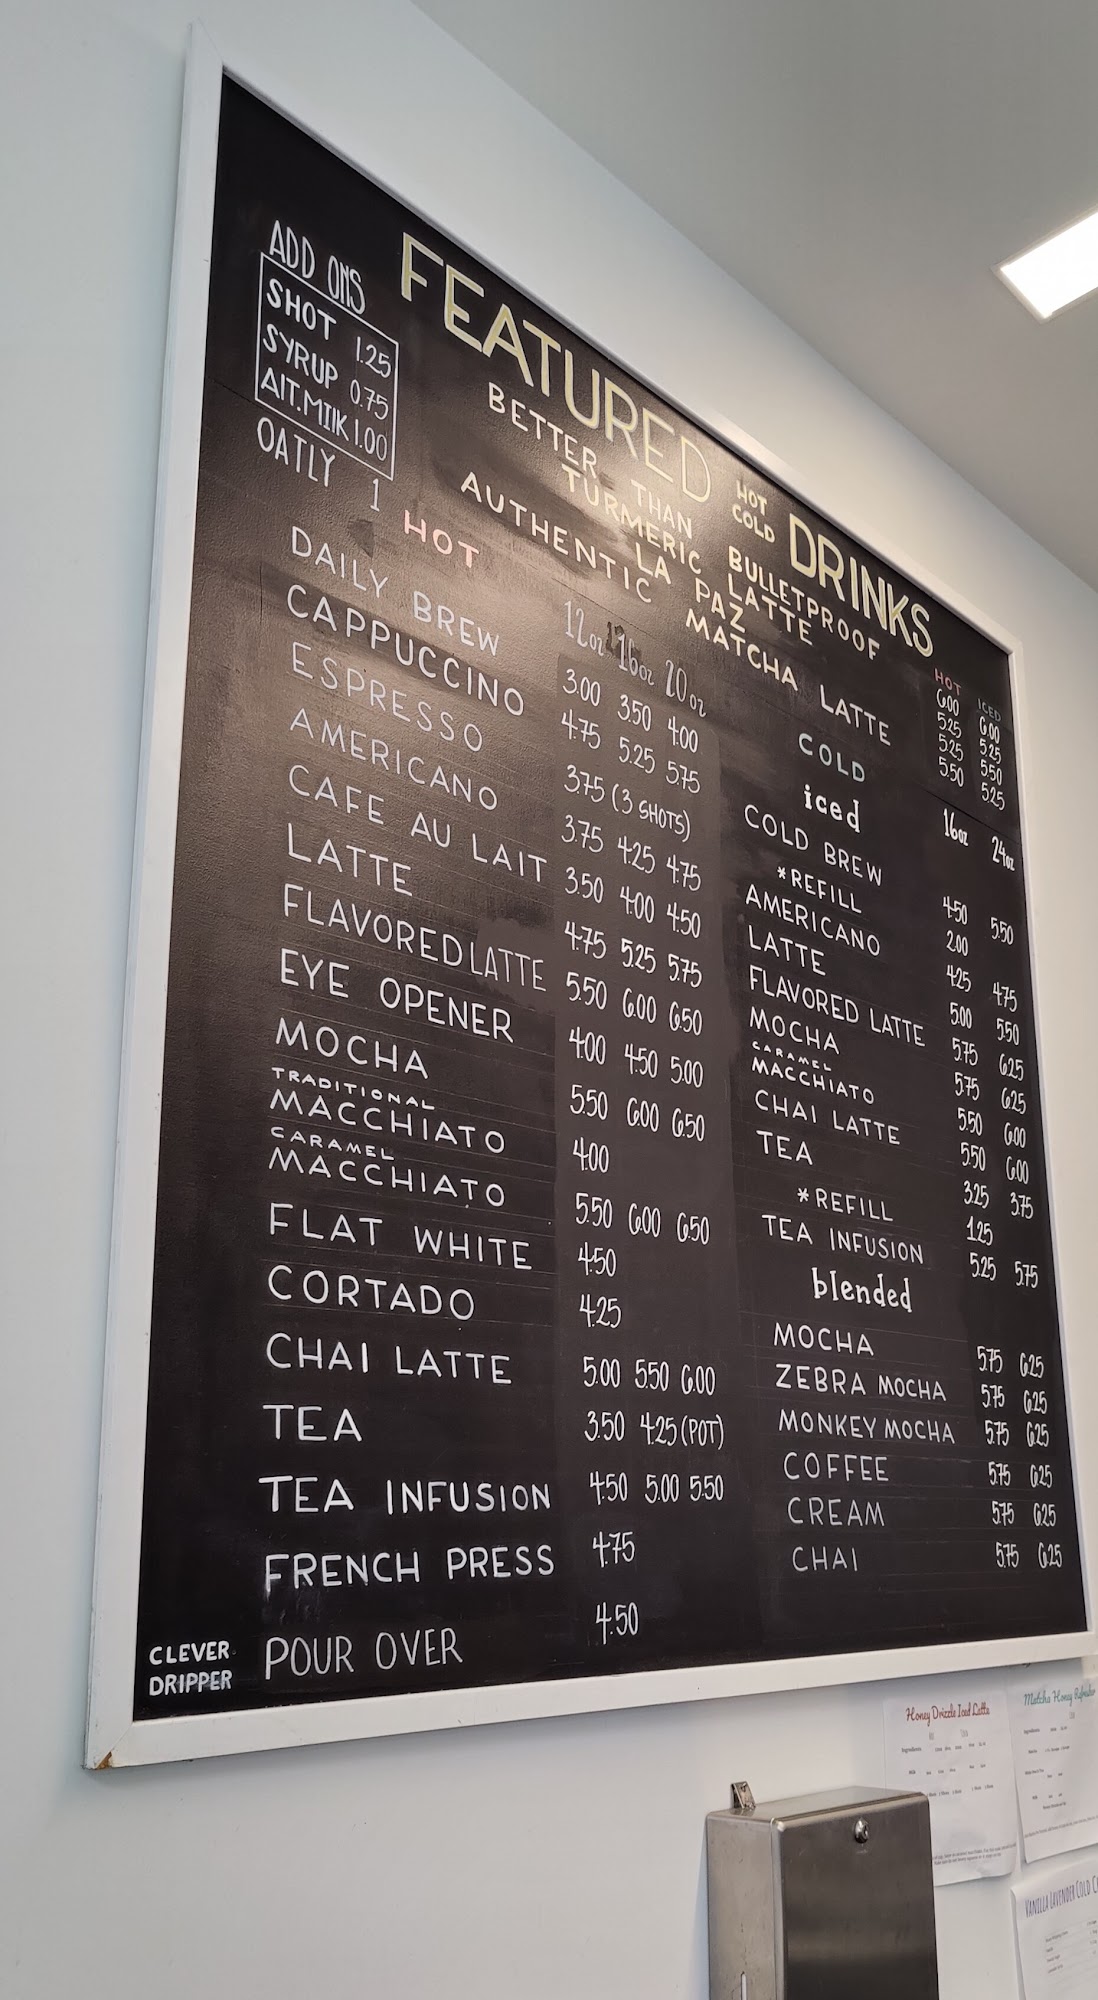 ADD ONS
SHOT 1.25
SYRUP 0.75
AlT.MIlK 1.00
OATLY 1
FEATURED HOT COLD DRINKS
HOT ICED
BETTER THAN BULLETPROOF 6.00 6.00
TURMERIC LATTE 5.25 5.25
LA PAZ 5.25 5.50
AUTHENTIC MATCHA LATTE 5.50 5.25
HOT
12oz 16oz 20oz
DAILY BREW 3.00 3.50 4.00
CAPPUCCINO 4.75 5.25 5.75
ESPRESSO 3.75 (3 SHOTS)
AMERICANO 3.75 4.25 4.75
CAFE AU LAIT 3.50 4.00 4.50
LATTE 4.75 5.25 5.75
FLAVORED LATTE 5.50 6.00 6.50
EYE OPENER 4.00 4.50 5.00
MOCHA 5.50 6.00 6.50
TRADITIONAL
MACCHIATO 4.00
CARAMEL
MACCHIATO 5.50 6.00 6.50
FLAT WHITE 4.50
CORTADO 4.25
CHAI LATTE 5.00 5.50 6.00
TEA 3.50 4.25 (POT)
TEA INFUSION 4.50 5.00 5.50
FRENCH PRESS 4.75
CLEVER DRIPPER POUR OVER 4.50
COLD
iced 16oz 24oz
COLD BREW 4.50 5.50
*REFILL 2.00
AMERICANO 4.25 4.75
LATTE 5.00 5.50
FLAVORED LATTE 5.75 6.25
MOCHA 5.75 6.25
CARAMEL
MACCHIATO 5.50 6.00
CHAI LATTE 5.50 6.00
TEA 3.25 3.75
*REFILL 1.25
TEA INFUSION 5.25 5.75
blended
MOCHA 5.75 6.25
ZEBRA MOCHA 5.75 6.25
MONKEY MOCHA 5.75 6.25
COFFEE 5.75 6.25
CREAM 5.75 6.25
CHAI 5.75 6.25
Honey Drizzle Iced Latte
Matcha Honey Refresher
VANILLA LAVENDER COLD